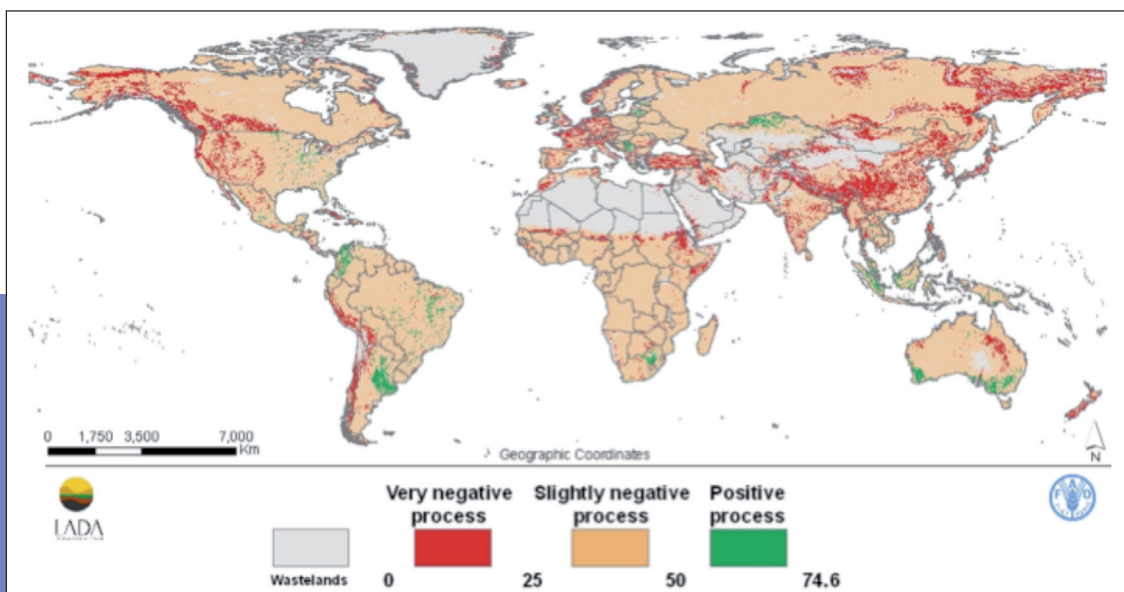 0 1,750 3,500 7,000
Km
Geographic Coordinates
N
LADA
FAO
Very negative process
Slightly negative process
Positive process
Wastelands 0 25 50 74.6